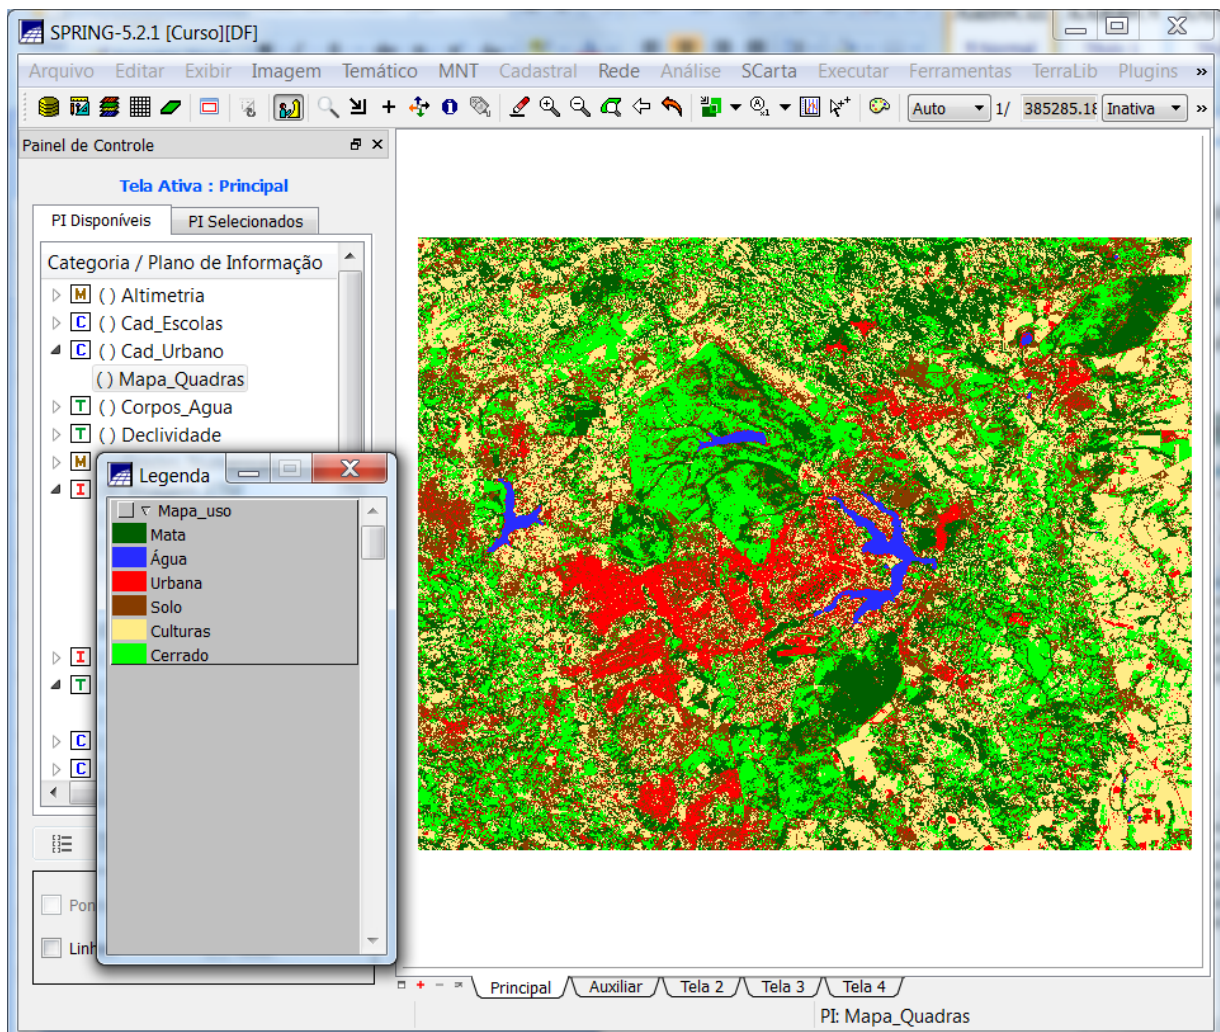 SPRING-5.2.1 [Curso][DF]
Arquivo Editar Exibir Imagem Temático MNT Cadastral Rede Análise SCarta Executar Ferramentas TerraLib Plugins »
Auto 1/ 385285.18 Inativa »
Painel de Controle
Tela Ativa : Principal
PI Disponíveis PI Selecionados
Categoria / Plano de Informação
M ( ) Altimetria
C ( ) Cad_Escolas
C ( ) Cad_Urbano
( ) Mapa_Quadras
T ( ) Corpos_Agua
T ( ) Declividade
M
I
Legenda
Mapa_uso
Mata
Água
Urbana
Solo
Culturas
Cerrado
I
T
C
C
Pon
Linh
Principal Auxiliar Tela 2 Tela 3 Tela 4
PI: Mapa_Quadras